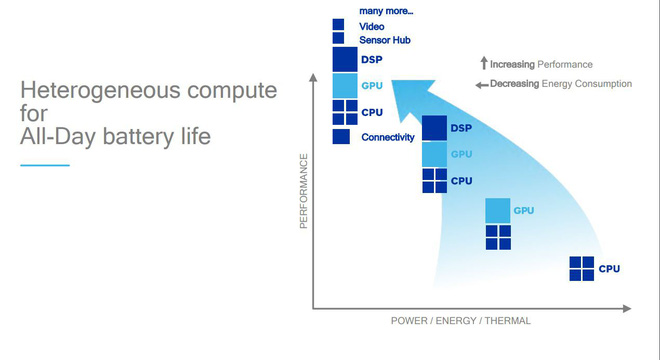 Heterogeneous compute
for
All-Day battery life
many more...
Video
Sensor Hub
DSP
GPU
CPU
Connectivity
Increasing Performance
Decreasing Energy Consumption
DSP
GPU
CPU
GPU
CPU
PERFORMANCE
POWER / ENERGY / THERMAL